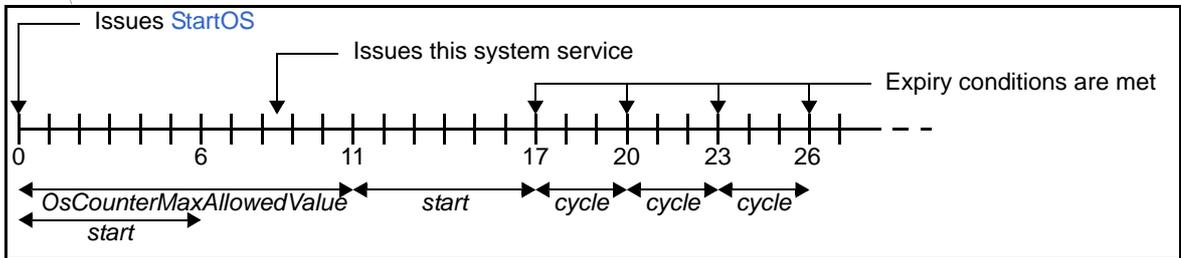 Issues StartOS
Issues this system service
Expiry conditions are met
0 6 11 17 20 23 26
OsCounterMaxAllowedValue start cycle cycle cycle
start